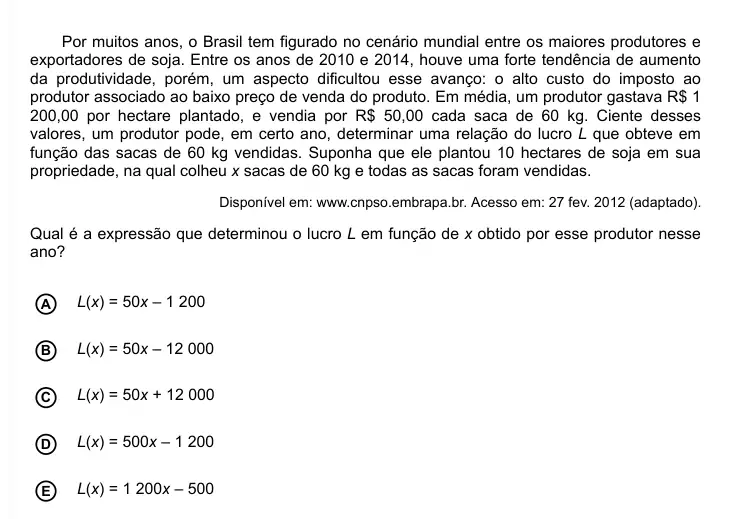 Por muitos anos, o Brasil tem figurado no cenário mundial entre os maiores produtores e
exportadores de soja. Entre os anos de 2010 e 2014, houve uma forte tendência de aumento
da produtividade, porém, um aspecto dificultou esse avanço: o alto custo do imposto ao
produtor associado ao baixo preço de venda do produto. Em média, um produtor gastava R$ 1
200,00 por hectare plantado, e vendia por R$ 50,00 cada saca de 60 kg. Ciente desses
valores, um produtor pode, em certo ano, determinar uma relação do lucro L que obteve em
função das sacas de 60 kg vendidas. Suponha que ele plantou 10 hectares de soja em sua
propriedade, na qual colheu x sacas de 60 kg e todas as sacas foram vendidas.
Disponível em: www.cnpso.embrapa.br. Acesso em: 27 fev. 2012 (adaptado).
Qual é a expressão que determinou o lucro L em função de x obtido por esse produtor nesse
ano?
A L(x) = 50x – 1 200
B L(x) = 50x – 12 000
C L(x) = 50x + 12 000
D L(x) = 500x – 1 200
E L(x) = 1 200x – 500